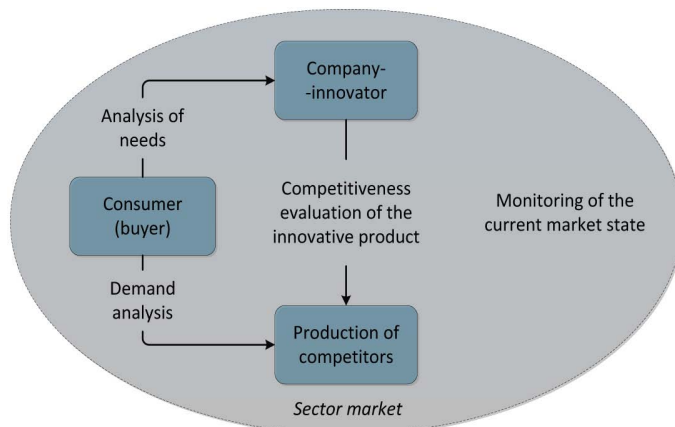 Company-
-innovator
Analysis of
needs
Consumer
(buyer)
Competitiveness
evaluation of the
innovative product
Monitoring of the
current market state
Demand
analysis
Production of
competitors
Sector market